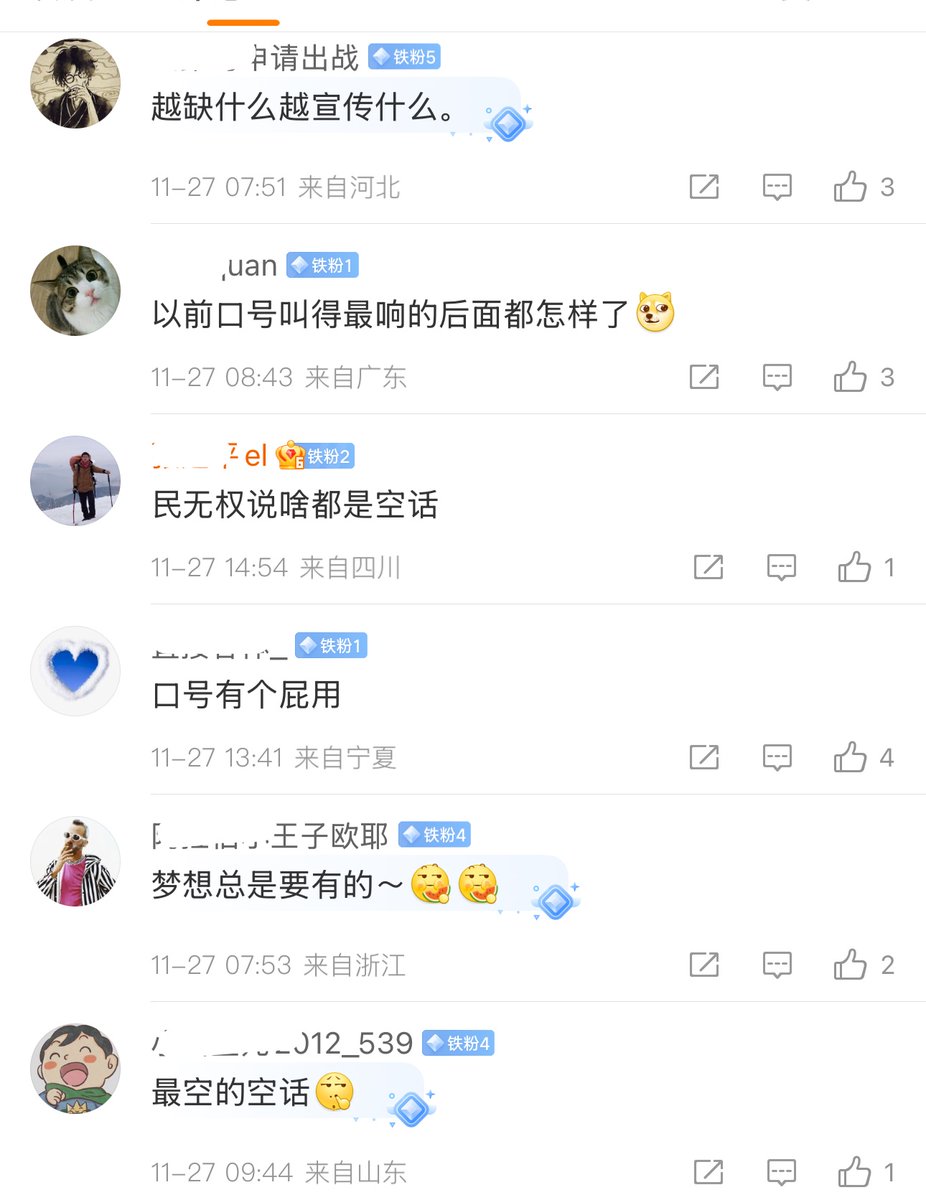 申请出战 铁粉5
越缺什么越宣传什么。
11-27 07:51 来自河北
3
uan 铁粉1
以前口号叫得最响的后面都怎样了
11-27 08:43 来自广东
3
el 6 铁粉2
民无权说啥都是空话
11-27 14:54 来自四川
1
铁粉1
口号有个屁用
11-27 13:41 来自宁夏
4
王子欧耶 铁粉4
梦想总是要有的～
11-27 07:53 来自浙江
2
2012_539 铁粉4
最空的空话
11-27 09:44 来自山东
1